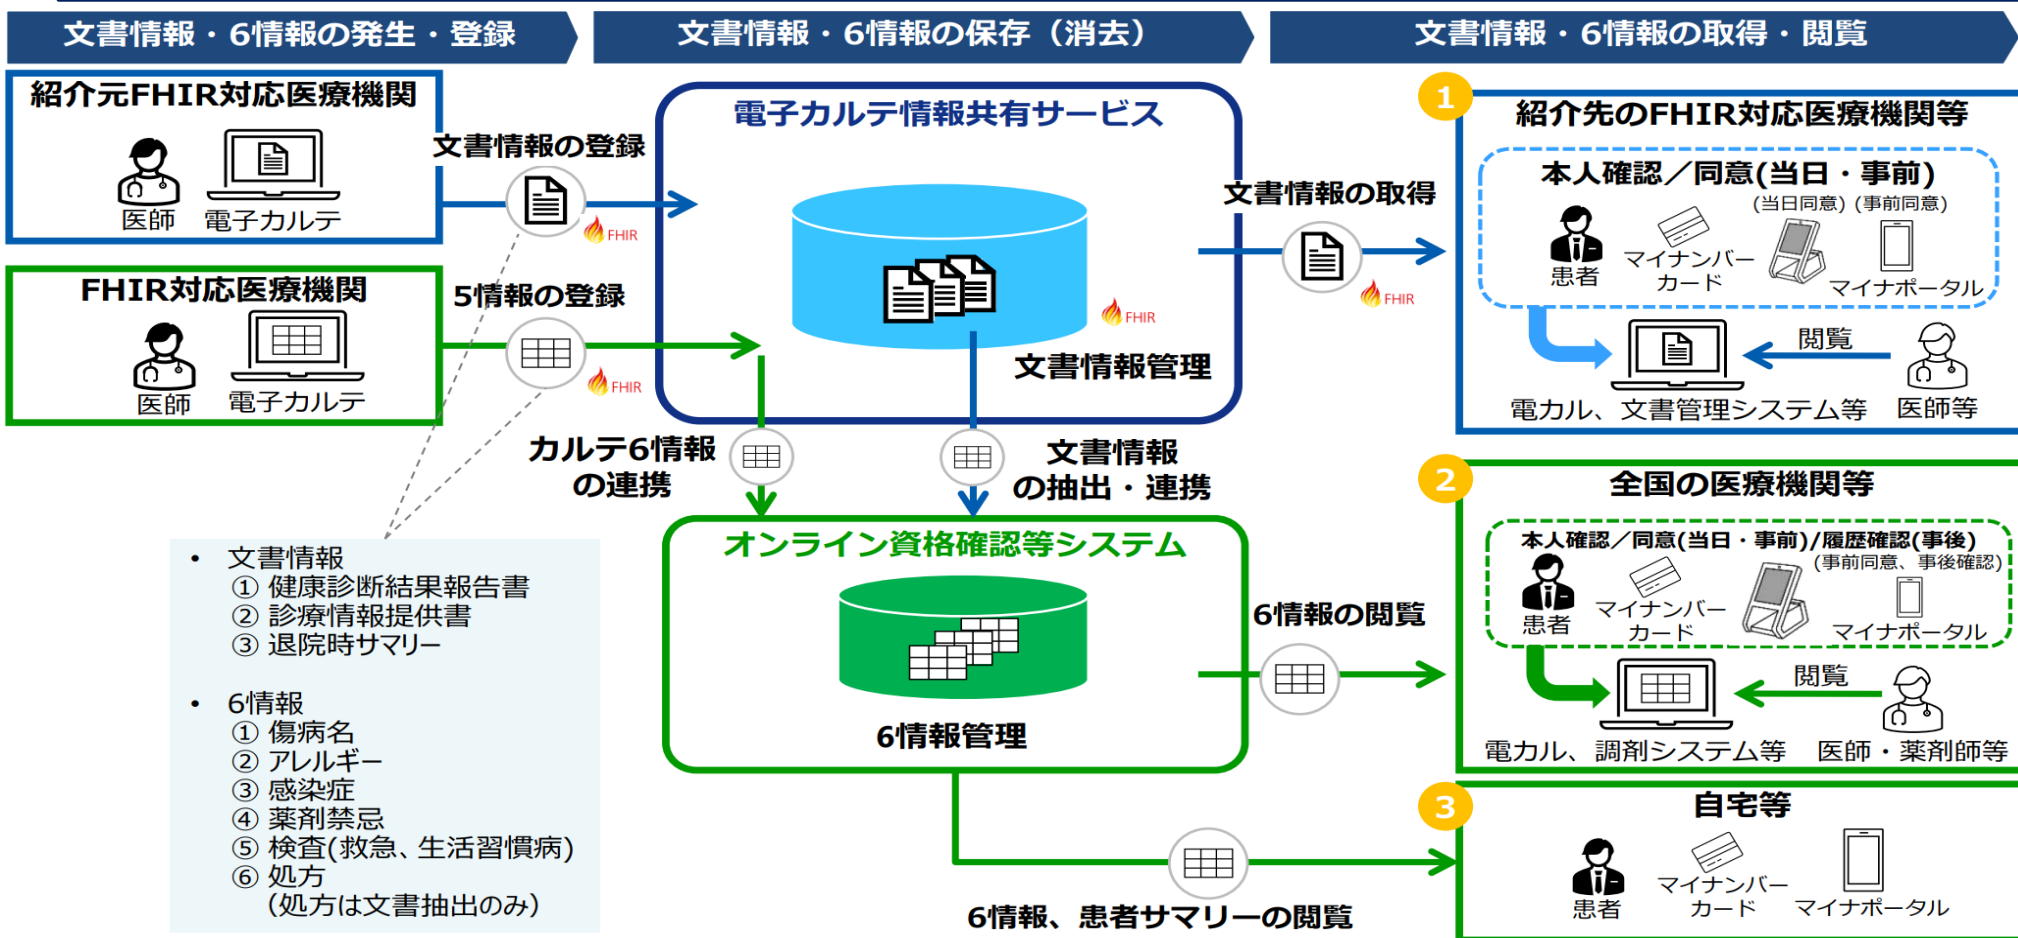 文書情報・6情報の発生・登録
文書情報・6情報の保存（消去）
文書情報・6情報の取得・閲覧
紹介元FHIR対応医療機関
医師
電子カルテ
文書情報の登録
FHIR
FHIR対応医療機関
医師
電子カルテ
5情報の登録
FHIR
電子カルテ情報共有サービス
FHIR
文書情報管理
カルテ6情報
の連携
文書情報
の抽出・連携
オンライン資格確認等システム
6情報管理
・ 文書情報
① 健康診断結果報告書
② 診療情報提供書
③ 退院時サマリー
・ 6情報
① 傷病名
② アレルギー
③ 感染症
④ 薬剤禁忌
⑤ 検査(救急、生活習慣病)
⑥ 処方
（処方は文書抽出のみ）
文書情報の取得
FHIR
6情報の閲覧
6情報、患者サマリーの閲覧
1
紹介先のFHIR対応医療機関等
本人確認／同意(当日・事前)
(当日同意) (事前同意)
患者
マイナンバー
カード
マイナポータル
閲覧
電カル、文書管理システム等
医師等
2
全国の医療機関等
本人確認／同意(当日・事前)/履歴確認(事後)
(事前同意、事後確認)
患者
マイナンバー
カード
マイナポータル
閲覧
電カル、調剤システム等
医師・薬剤師等
3
自宅等
患者
マイナンバー
カード
マイナポータル